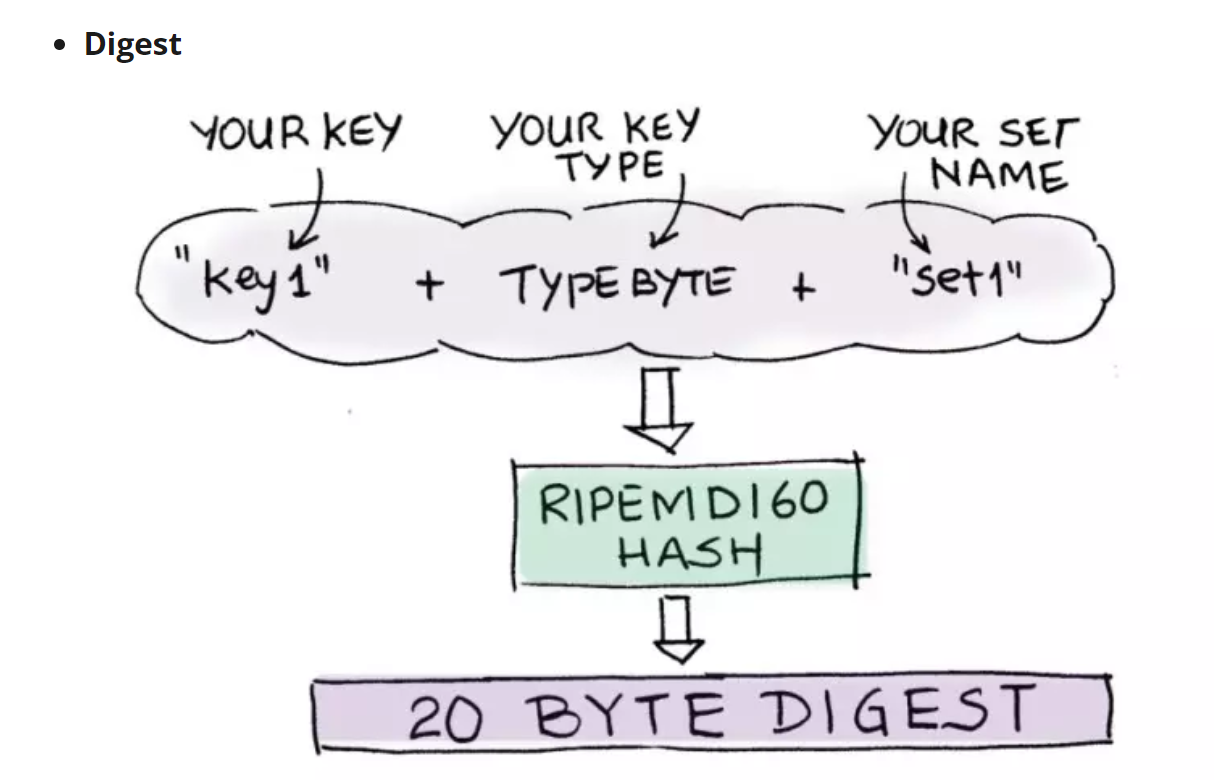 Digest
YOUR KEY
YOUR KEY
TYPE
YOUR SET
NAME
"key1" + TYPE BYTE + "set1"
RIPEMD160
HASH
20 BYTE DIGEST